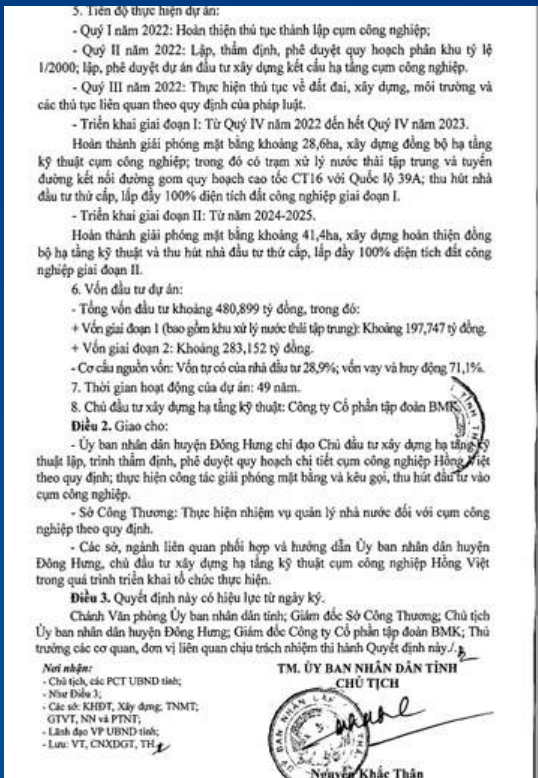 5. Tiến độ thực hiện dự án:
- Quý I năm 2022: Hoàn thiện thủ tục thành lập cụm công nghiệp;
- Quý II năm 2022: Lập, thẩm định, phê duyệt quy hoạch phân khu tỷ lệ
1/2000; lập, phê duyệt dự án đầu tư xây dựng kết cấu hạ tầng cụm công nghiệp.
- Quý III năm 2022: Thực hiện thủ tục về đất đai, xây dựng, môi trường và
các thủ tục liên quan theo quy định của pháp luật.
- Triển khai giai đoạn I: Từ Quý IV năm 2022 đến hết Quý IV năm 2023.
Hoàn thành giải phóng mặt bằng khoảng 28,6ha, xây dựng đồng bộ hạ tầng
kỹ thuật cụm công nghiệp; trong đó có trạm xử lý nước thải tập trung và tuyến
đường kết nối đường gom quy hoạch cao tốc CT16 với Quốc lộ 39A; thu hút nhà
đầu tư thứ cấp, lấp đầy 100% diện tích đất công nghiệp giai đoạn I.
- Triển khai giai đoạn II: Từ năm 2024-2025.
Hoàn thành giải phóng mặt bằng khoảng 41,4ha, xây dựng hoàn thiện đồng
bộ hạ tầng kỹ thuật và thu hút nhà đầu tư thứ cấp, lấp đầy 100% diện tích đất công
nghiệp giai đoạn II.
6. Vốn đầu tư dự án:
- Tổng vốn đầu tư khoảng 480,899 tỷ đồng, trong đó:
+ Vốn giai đoạn 1 (bao gồm khu xử lý nước thải tập trung): Khoảng 197,747 tỷ đồng.
+ Vốn giai đoạn 2: Khoảng 283,152 tỷ đồng.
- Cơ cấu nguồn vốn: Vốn tự có của nhà đầu tư 28,9%; vốn vay và huy động 71,1%.
7. Thời gian hoạt động của dự án: 49 năm.
8. Chủ đầu tư xây dựng hạ tầng kỹ thuật: Công ty Cổ phần tập đoàn BMK.
Điều 2. Giao cho:
- Ủy ban nhân dân huyện Đông Hưng chỉ đạo Chủ đầu tư xây dựng hạ tầng kỹ
thuật lập, trình thẩm định, phê duyệt quy hoạch chi tiết cụm công nghiệp Hồng Việt
theo quy định; thực hiện công tác giải phóng mặt bằng và kêu gọi, thu hút đầu tư vào
cụm công nghiệp.
- Sở Công Thương: Thực hiện nhiệm vụ quản lý nhà nước đối với cụm công
nghiệp theo quy định.
- Các sở, ngành liên quan phối hợp và hướng dẫn Ủy ban nhân dân huyện
Đông Hưng, chủ đầu tư xây dựng hạ tầng kỹ thuật cụm công nghiệp Hồng Việt
trong quá trình triển khai tổ chức thực hiện.
Điều 3. Quyết định này có hiệu lực từ ngày ký.
Chánh Văn phòng Ủy ban nhân dân tỉnh; Giám đốc Sở Công Thương; Chủ tịch
Ủy ban nhân dân huyện Đông Hưng; Giám đốc Công ty Cổ phần tập đoàn BMK; Thủ
trưởng các cơ quan, đơn vị liên quan chịu trách nhiệm thi hành Quyết định này./.
Nơi nhận:
- Chủ tịch, các PCT UBND tỉnh;
- Như Điều 3;
- Các sở: KHĐT, Xây dựng; TNMT;
GTVT, NN và PTNT;
- Lãnh đạo VP UBND tỉnh;
- Lưu: VT, CNXDGT, TH
TM. ỦY BAN NHÂN DÂN TỈNH
CHỦ TỊCH
Nguyễn Khắc Thận